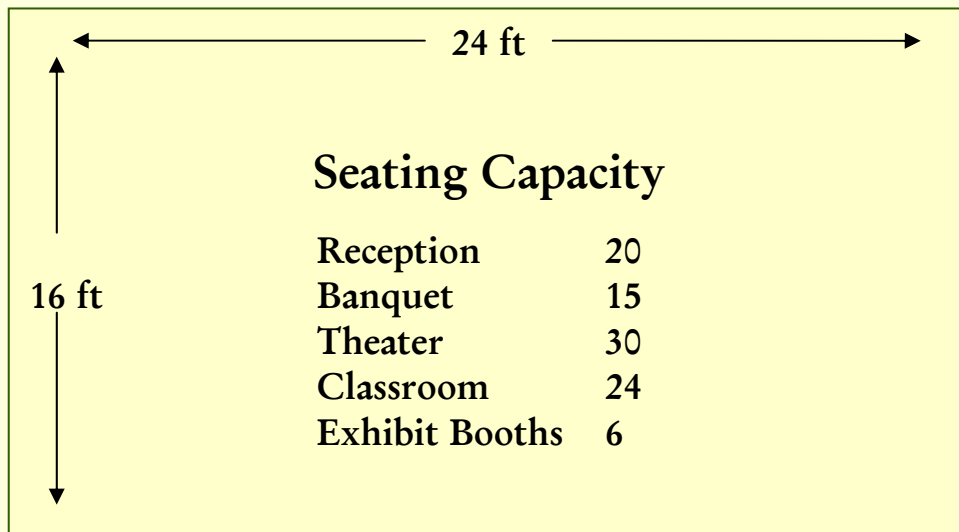 24 ft
Seating Capacity
Reception 20
Banquet 15
16 ft
Theater 30
Classroom 24
Exhibit Booths 6